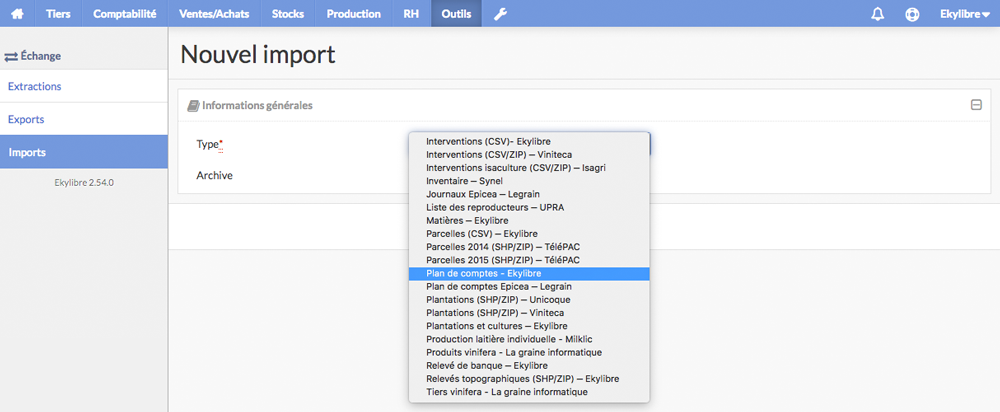 Tiers Comptabilité Ventes/Achats Stocks Production RH Outils Ekylibre
Échange
Extractions
Exports
Imports
Ekylibre 2.54.0
Nouvel import
Informations générales
Type*
Archive
Interventions (CSV)- Ekylibre
Interventions (CSV/ZIP) — Viniteca
Interventions isaculture (CSV/ZIP) — Isagri
Inventaire — Synel
Journaux Epicea — Legrain
Liste des reproducteurs — UPRA
Matières — Ekylibre
Parcelles (CSV) — Ekylibre
Parcelles 2014 (SHP/ZIP) — TéléPAC
Parcelles 2015 (SHP/ZIP) — TéléPAC
Plan de comptes - Ekylibre
Plan de comptes Epicea — Legrain
Plantations (SHP/ZIP) — Unicoque
Plantations (SHP/ZIP) — Viniteca
Plantations et cultures — Ekylibre
Production laitière individuelle - Milklic
Produits vinifera - La graine informatique
Relevé de banque — Ekylibre
Relevés topographiques (SHP/ZIP) — Ekylibre
Tiers vinifera - La graine informatique